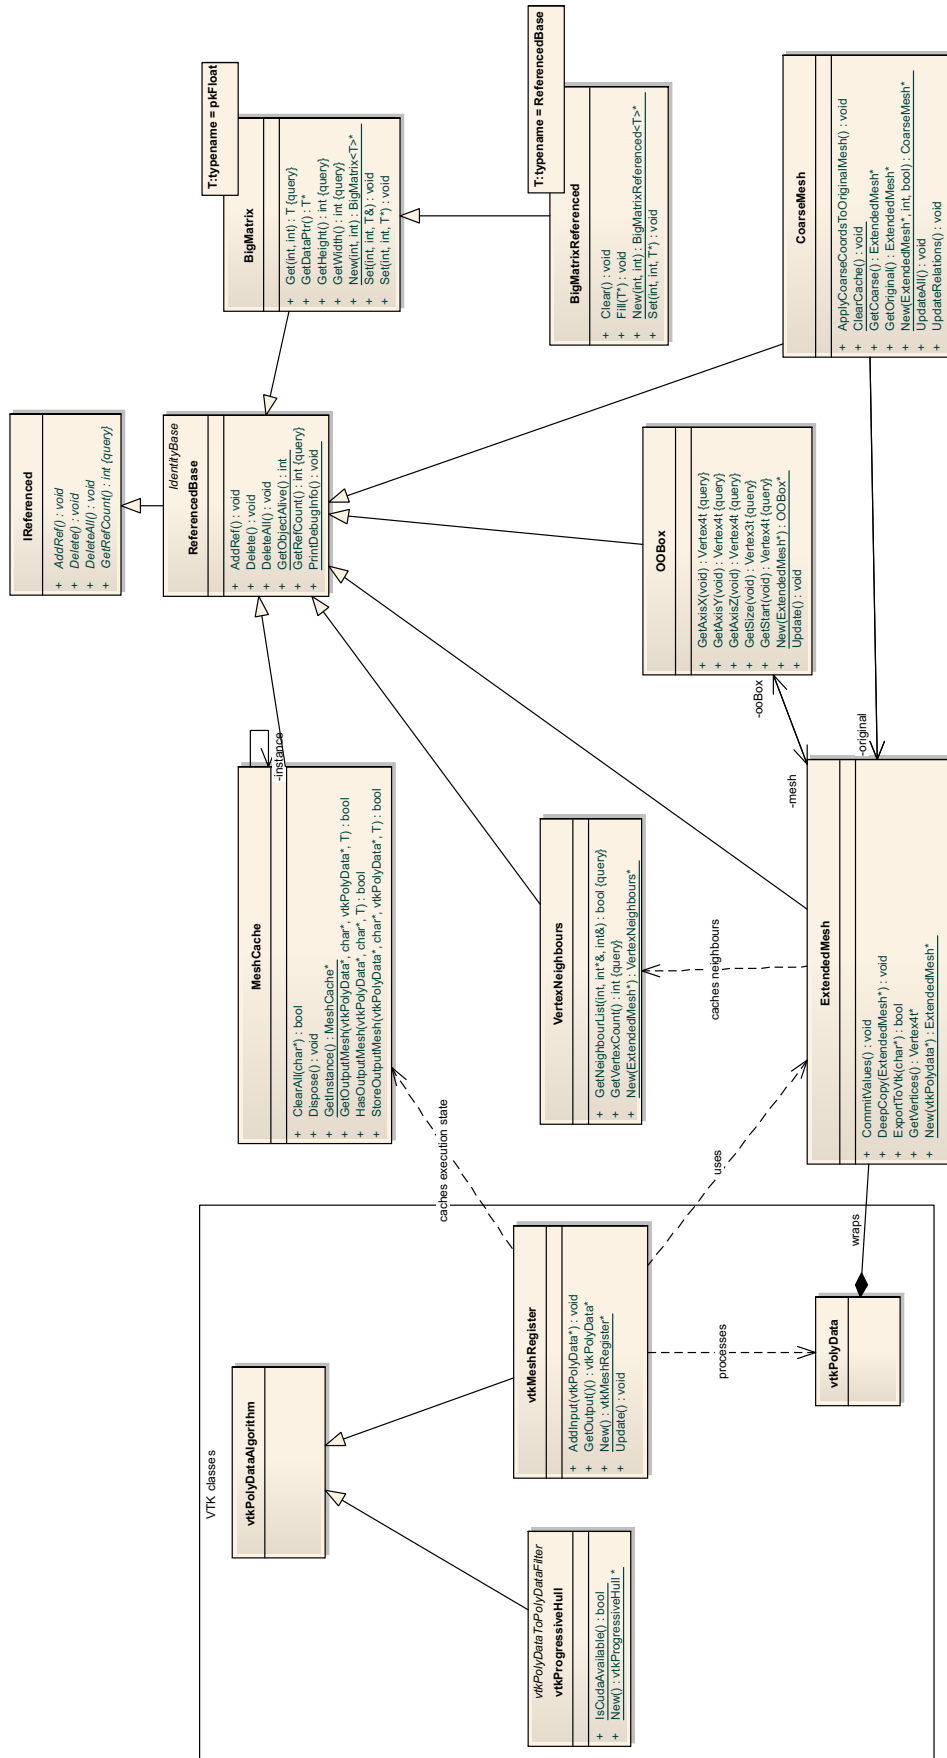 VTK classes
vtkPolyDataAlgorithm
vtkPolyDataToPolyDataFilter
vtkProgressiveHull
+ IsCudaAvailable() : bool
+ New() : vtkProgressiveHull *
vtkMeshRegister
+ AddInput(vtkPolyData*) : void
+ GetOutput()() : vtkPolyData*
+ New() : vtkMeshRegister*
+ Update() : void
vtkPolyData
processes
wraps
uses
caches execution state
MeshCache
+ ClearAll(char*) : bool
+ Dispose() : void
+ GetInstance() : MeshCache*
+ GetOutputMesh(vtkPolyData*, char*, vtkPolyData*, T) : bool
+ HasOutputMesh(vtkPolyData*, char*, T) : bool
+ StoreOutputMesh(vtkPolyData*, char*, vtkPolyData*, T) : bool
-instance
VertexNeighbours
+ GetNeighbourList(int, int*&, int&) : bool {query}
+ GetVertexCount() : int {query}
+ New(ExtendedMesh*) : VertexNeighbours*
caches neighbours
ExtendedMesh
+ CommitValues() : void
+ DeepCopy(ExtendedMesh*) : void
+ ExportToVtk(char*) : bool
+ GetVertices() : Vertex4t*
+ New(vtkPolydata*) : ExtendedMesh*
-mesh
-ooBox
-original
IReferenced
+ AddRef() : void
+ Delete() : void
+ DeleteAll() : void
+ GetRefCount() : int {query}
IdentityBase
ReferencedBase
+ AddRef() : void
+ Delete() : void
+ DeleteAll() : void
+ GetObjectAlive() : int
+ GetRefCount() : int {query}
+ PrintDebugInfo() : void
OOBox
+ GetAxisX(void) : Vertex4t {query}
+ GetAxisY(void) : Vertex4t {query}
+ GetAxisZ(void) : Vertex4t {query}
+ GetSize(void) : Vertex3t {query}
+ GetStart(void) : Vertex4t {query}
+ New(ExtendedMesh*) : OOBox*
+ Update() : void
T:typename = pkFloat
BigMatrix
+ Get(int, int) : T {query}
+ GetDataPtr() : T*
+ GetHeight() : int {query}
+ GetWidth() : int {query}
+ New(int, int) : BigMatrix<T>*
+ Set(int, int, T&) : void
+ Set(int, int, T*) : void
T:typename = ReferencedBase
BigMatrixReferenced
+ Clear() : void
+ Fill(T*) : void
+ New(int, int) : BigMatrixReferenced<T>*
+ Set(int, int, T*) : void
CoarseMesh
+ ApplyCoarseCoordsToOriginalMesh() : void
+ ClearCache() : void
+ GetCoarse() : ExtendedMesh*
+ GetOriginal() : ExtendedMesh*
+ New(ExtendedMesh*, int, bool) : CoarseMesh*
+ UpdateAll() : void
+ UpdateRelations() : void